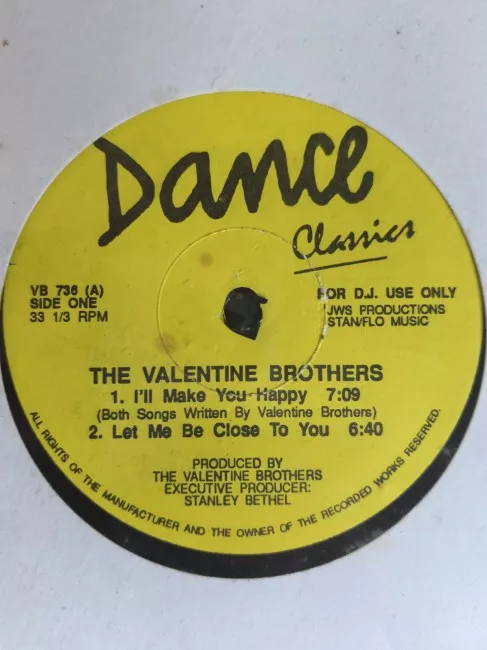 Dance
Classics
VB 736 (A)
SIDE ONE
33 1/3 RPM
FOR D.J. USE ONLY
JWS PRODUCTIONS
STAN/FLO MUSIC
THE VALENTINE BROTHERS
1. I'll Make You Happy 7:09
(Both Songs Written By Valentine Brothers)
2. Let Me Be Close To You 6:40
PRODUCED BY
THE VALENTINE BROTHERS
EXECUTIVE PRODUCER:
STANLEY BETHEL
ALL RIGHTS OF THE MANUFACTURER AND THE OWNER OF THE RECORDED WORKS RESERVED.